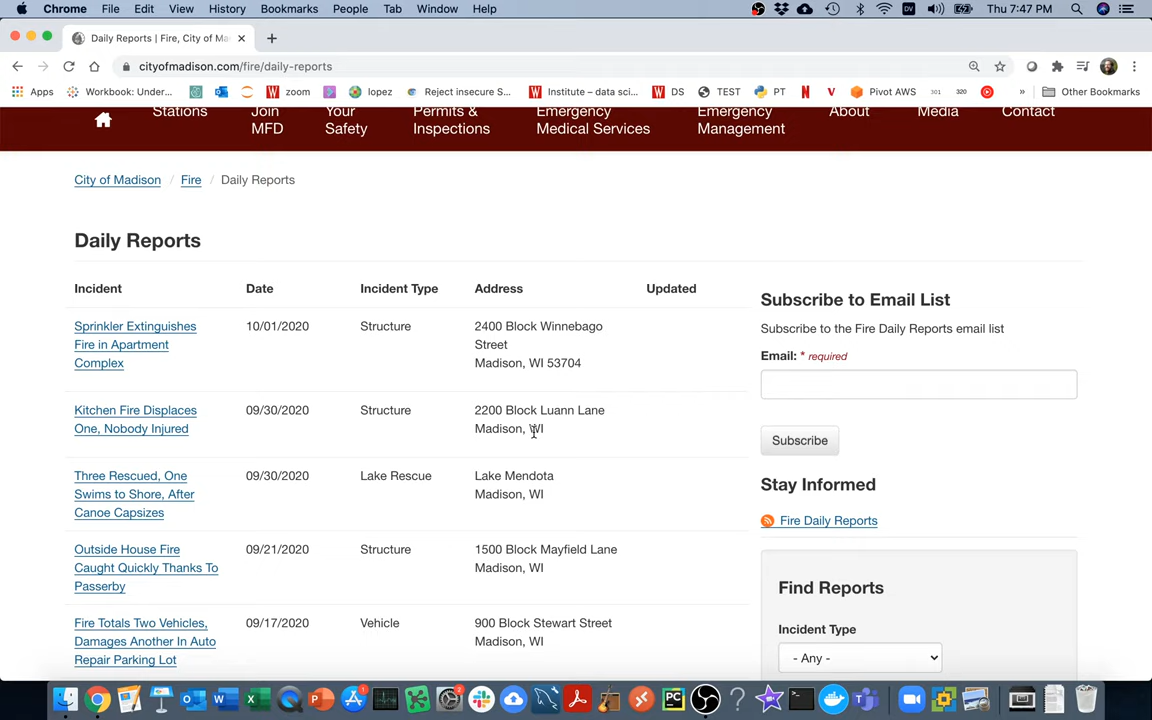 Chrome File Edit View History Bookmarks People Tab Window Help DV Thu 7:47 PM
Daily Reports | Fire, City of Ma
cityofmadison.com/fire/daily-reports
Apps Workbook: Under... zoom lopez Reject insecure S... Institute – data sci... DS TEST PT Pivot AWS 301 320 Other Bookmarks
Stations Join MFD Your Safety Permits & Inspections Emergency Medical Services Emergency Management About Media Contact
City of Madison / Fire / Daily Reports
Daily Reports
Incident Date Incident Type Address Updated
Sprinkler Extinguishes 10/01/2020 Structure 2400 Block Winnebago
Fire in Apartment Street
Complex Madison, WI 53704
Kitchen Fire Displaces 09/30/2020 Structure 2200 Block Luann Lane
One, Nobody Injured Madison, WI
Three Rescued, One 09/30/2020 Lake Rescue Lake Mendota
Swims to Shore, After Madison, WI
Canoe Capsizes
Outside House Fire 09/21/2020 Structure 1500 Block Mayfield Lane
Caught Quickly Thanks To Madison, WI
Passerby
Fire Totals Two Vehicles, 09/17/2020 Vehicle 900 Block Stewart Street
Damages Another In Auto Madison, WI
Repair Parking Lot
Subscribe to Email List
Subscribe to the Fire Daily Reports email list
Email: * required
Subscribe
Stay Informed
Fire Daily Reports
Find Reports
Incident Type
- Any -